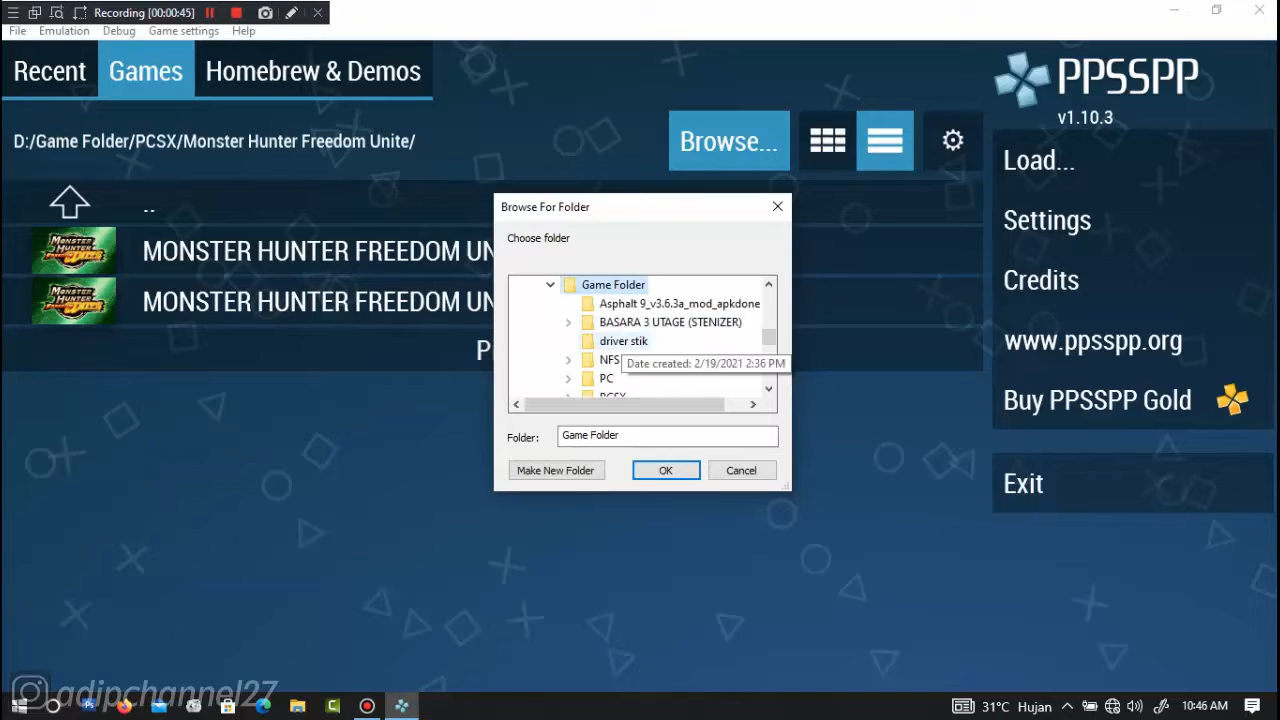 Recording [00:00:45]
File Emulation Debug Game settings Help
Recent Games Homebrew & Demos
PPSSPP
v1.10.3
D:/Game Folder/PCSX/Monster Hunter Freedom Unite/
Browse...
Load...
Settings
Credits
www.ppsspp.org
Buy PPSSPP Gold
Exit
..
MONSTER HUNTER FREEDOM UN
MONSTER HUNTER FREEDOM UN
Browse For Folder
Choose folder
Game Folder
Asphalt 9_v3.6.3a_mod_apkdone
BASARA 3 UTAGE (STENIZER)
driver stik
NFS
Date created: 2/19/2021 2:36 PM
PC
PCSX
Folder: Game Folder
Make New Folder OK Cancel
adipchannel27
31°C Hujan 10:46 AM